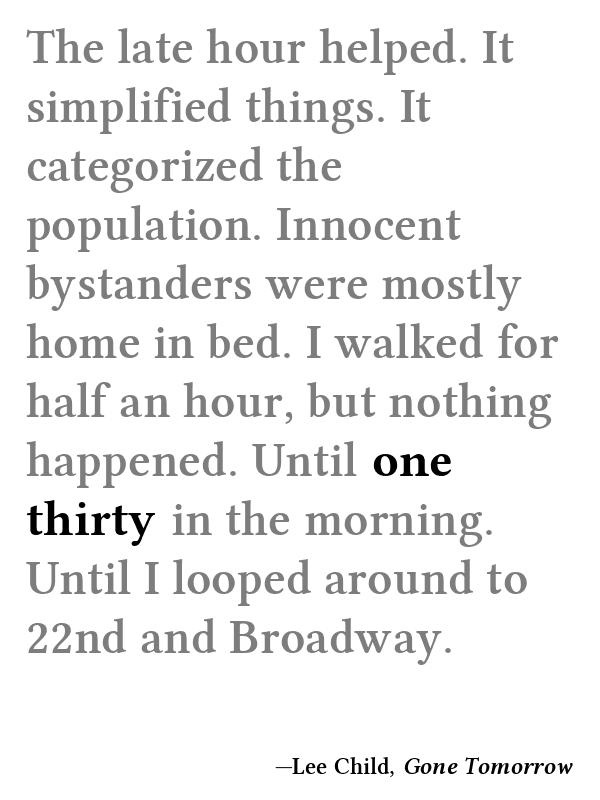 The late hour helped. It
simplified things. It
categorized the
population. Innocent
bystanders were mostly
home in bed. I walked for
half an hour, but nothing
happened. Until one
thirty in the morning.
Until I looped around to
22nd and Broadway.
—Lee Child, Gone Tomorrow